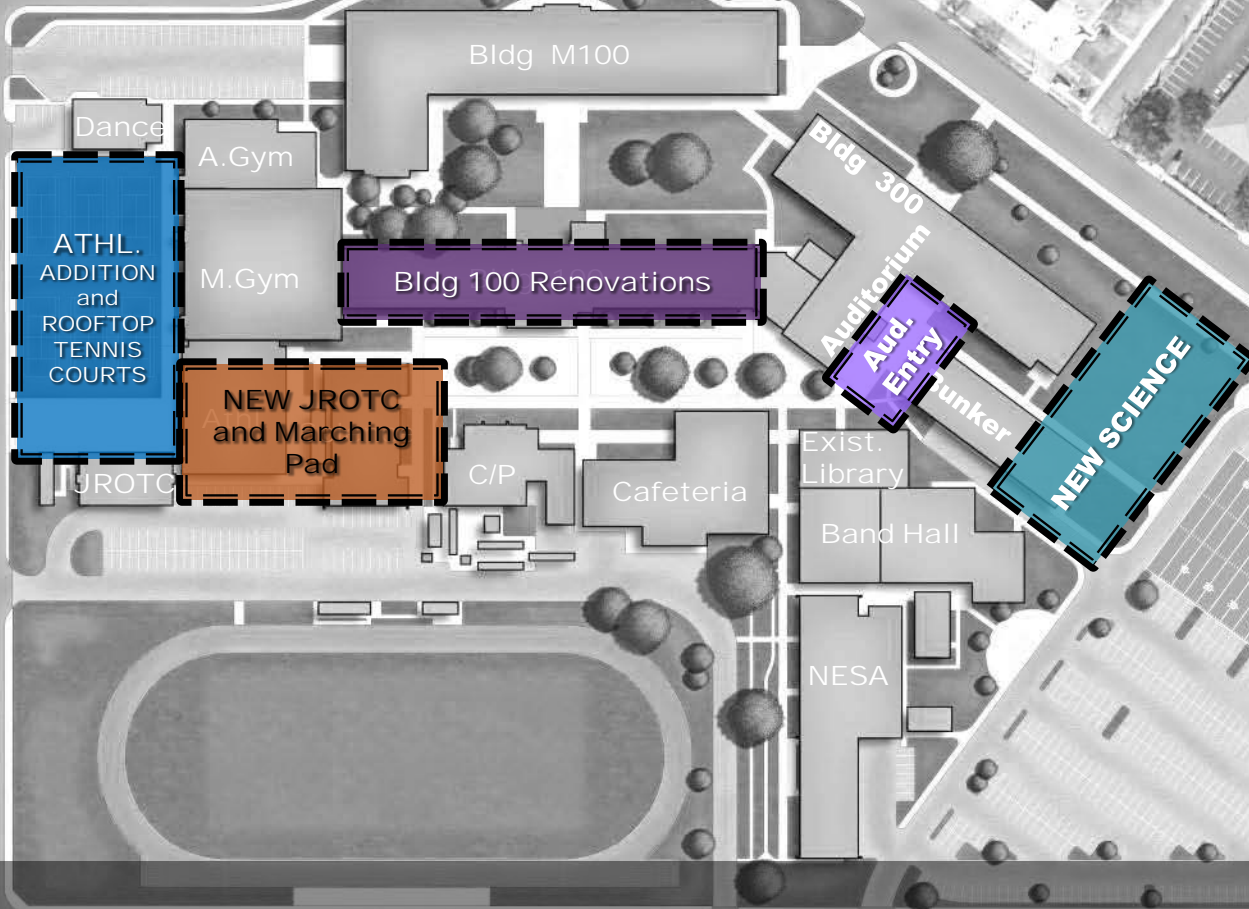 Bldg M100
Dance
A.Gym
Bldg 300
ATHL.
ADDITION
and
ROOFTOP
TENNIS
COURTS
M.Gym
Bldg 100 Renovations
Auditorium
Aud.
Entry
Bunker
NEW SCIENCE
NEW JROTC
and Marching
Pad
JROTC
C/P
Cafeteria
Exist.
Library
Band Hall
NESA